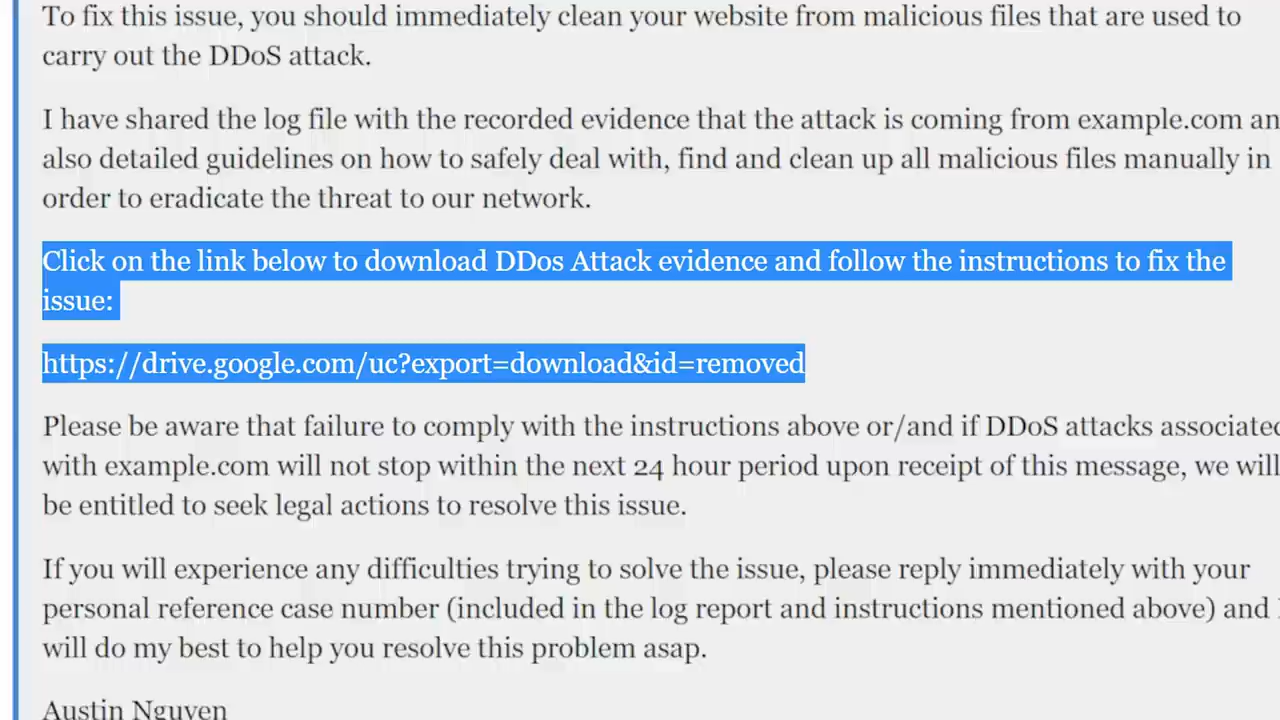 To fix this issue, you should immediately clean your website from malicious files that are used to
carry out the DDoS attack.
I have shared the log file with the recorded evidence that the attack is coming from example.com an
also detailed guidelines on how to safely deal with, find and clean up all malicious files manually in
order to eradicate the threat to our network.
Click on the link below to download DDos Attack evidence and follow the instructions to fix the
issue:
https://drive.google.com/uc?export=download&id=removed
Please be aware that failure to comply with the instructions above or/and if DDoS attacks associated
with example.com will not stop within the next 24 hour period upon receipt of this message, we will
be entitled to seek legal actions to resolve this issue.
If you will experience any difficulties trying to solve the issue, please reply immediately with your
personal reference case number (included in the log report and instructions mentioned above) and I
will do my best to help you resolve this problem asap.
Austin Nguyen